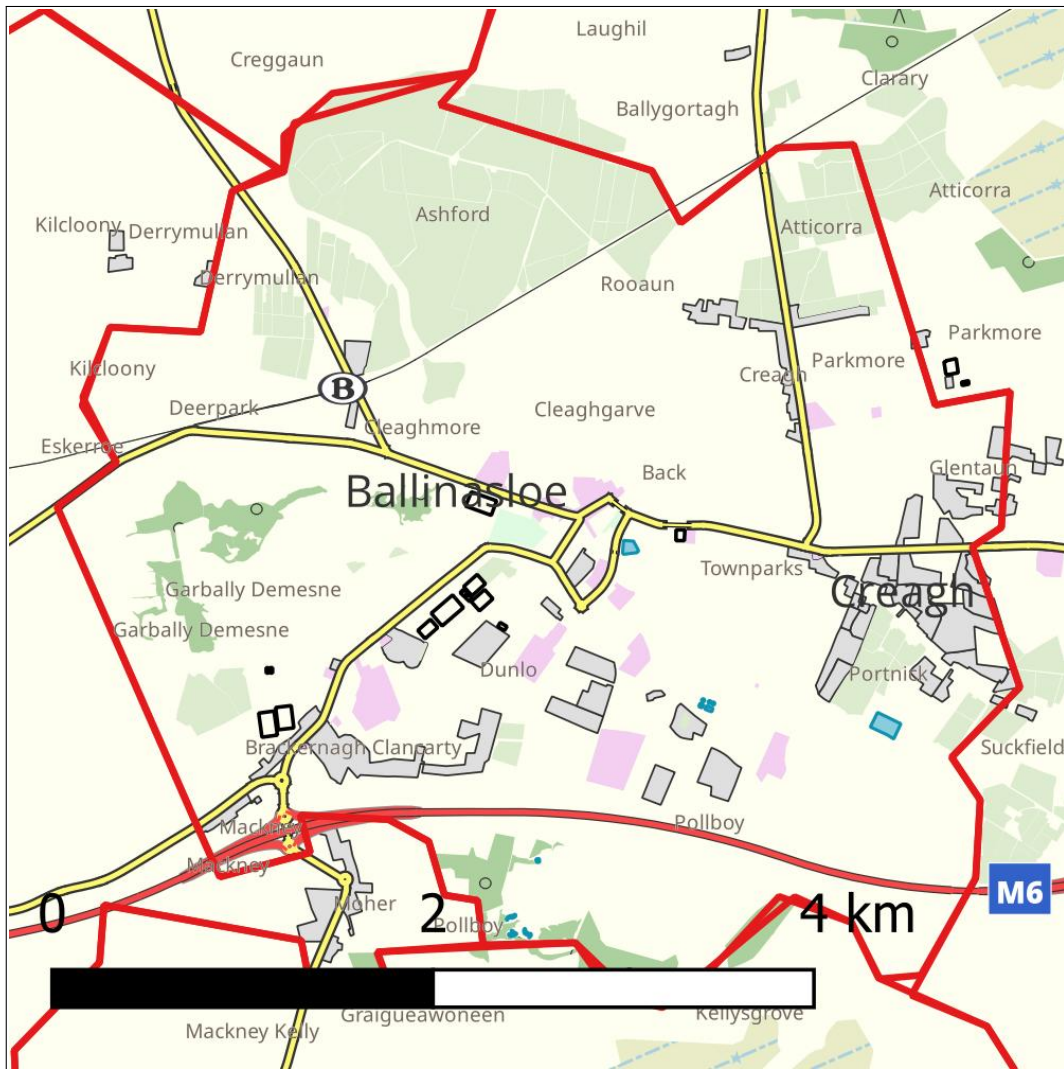 Laughil
Creggaun
Clarary
Ballygortagh
Atticorra
Ashford
Atticorra
Kilcloony
Derrymullan
Derrymullan
Rooaun
Parkmore
Parkmore
Kilcloony
Creagh
B
Deerpark
Cleaghgarve
Cleaghmore
Eskerroe
Back
Glentaun
Ballinasloe
Townparks
Garbally Demesne
Creagh
Garbally Demesne
Dunlo
Portnick
Brackernagh Clancarty
Suckfield
Mackney
Pollboy
Mackney
M6
Moher
0
2
4 km
Pollboy
Graigueawoneen
Kellysgrove
Mackney Kelly